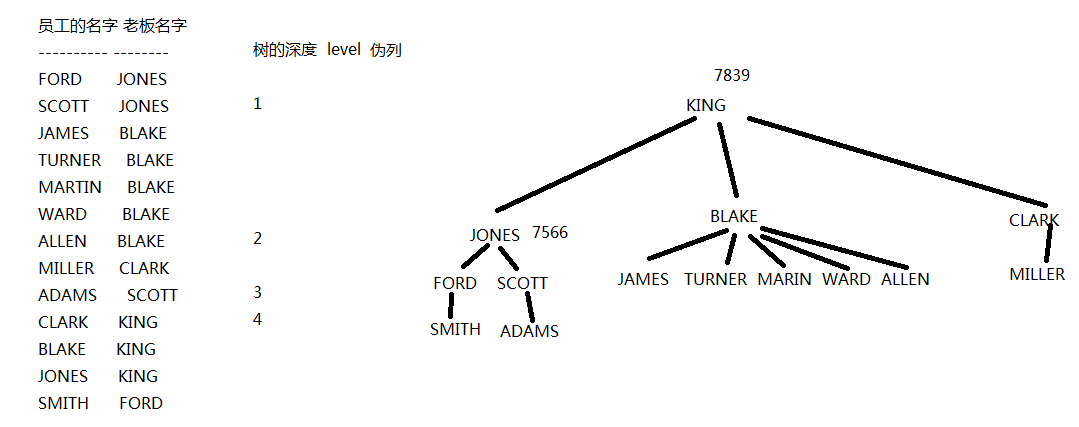 员工的名字 老板名字
---------- --------
FORD JONES
SCOTT JONES
JAMES BLAKE
TURNER BLAKE
MARTIN BLAKE
WARD BLAKE
ALLEN BLAKE
MILLER CLARK
ADAMS SCOTT
CLARK KING
BLAKE KING
JONES KING
SMITH FORD
树的深度 level 伪列
1
2
3
4
7839
KING
JONES 7566
BLAKE
CLARK
FORD SCOTT
JAMES TURNER MARIN WARD ALLEN
MILLER
SMITH ADAMS